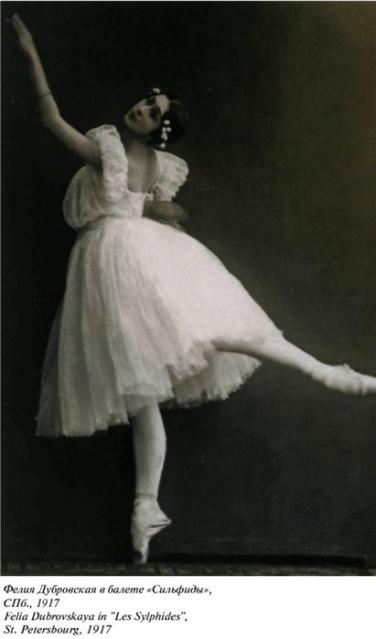 Фелия Дубровская в балете «Сильфиды»,
СПб., 1917
Felia Dubrovskaya in "Les Sylphides",
St. Petersbourg, 1917